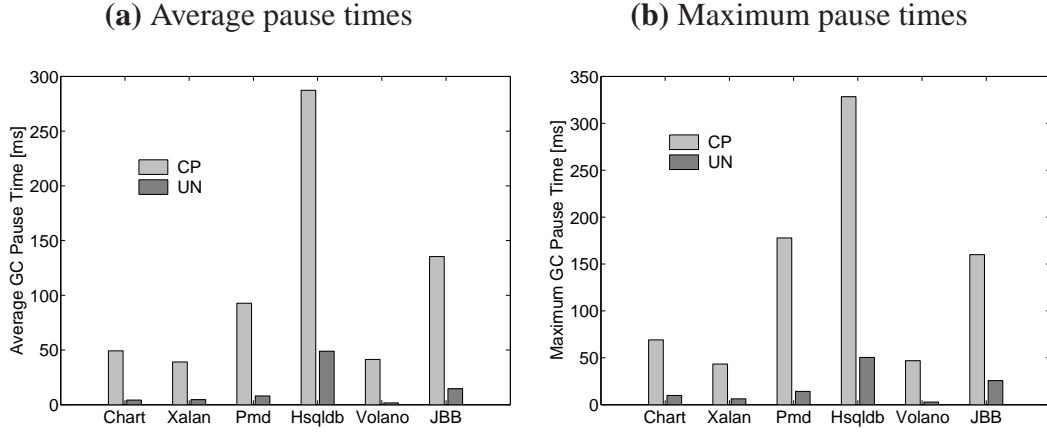 (a) Average pause times
300
250
200
150
100
50
0
Average GC Pause Time [ms]
CP
UN
Chart Xalan Pmd Hsqldb Volano JBB
(b) Maximum pause times
350
300
250
200
150
100
50
0
Maximum GC Pause Time [ms]
CP
UN
Chart Xalan Pmd Hsqldb Volano JBB